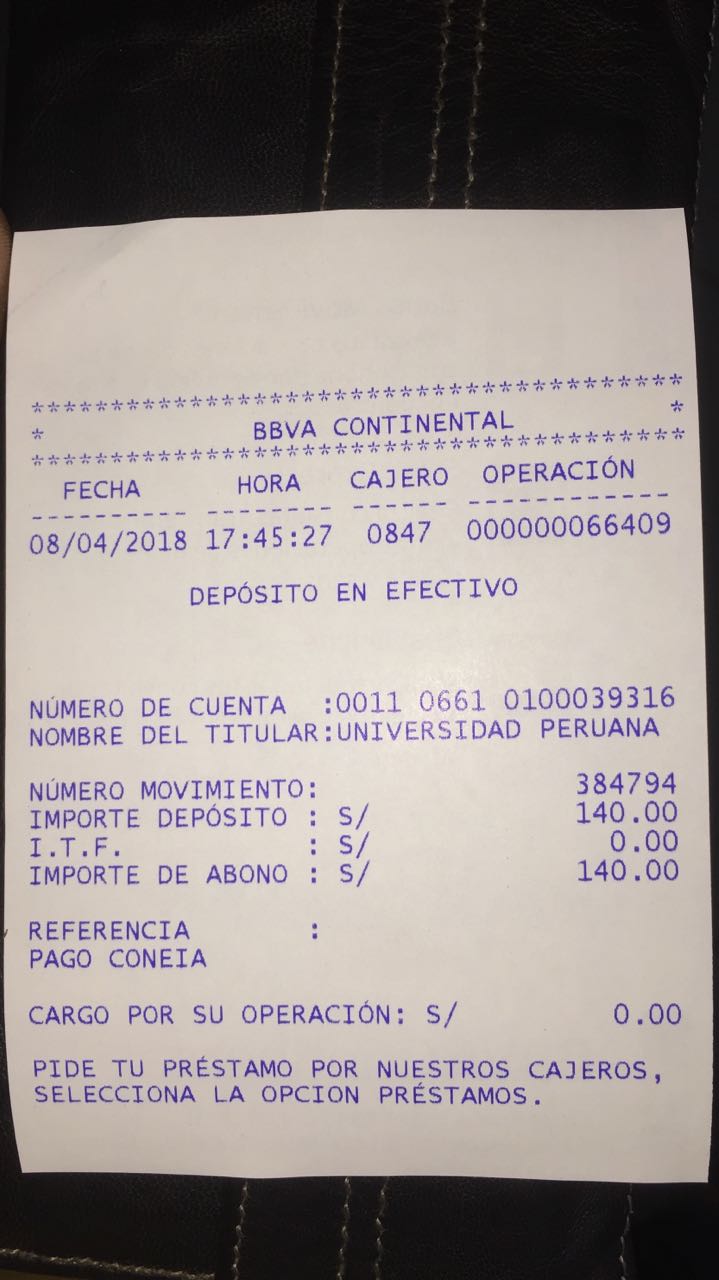 ***************************************
* BBVA CONTINENTAL *
***************************************
FECHA HORA CAJERO OPERACIÓN
---------- -------- ------ ------------
08/04/2018 17:45:27 0847 000000066409
DEPÓSITO EN EFECTIVO
NÚMERO DE CUENTA :0011 0661 0100039316
NOMBRE DEL TITULAR:UNIVERSIDAD PERUANA
NÚMERO MOVIMIENTO: 384794
IMPORTE DEPÓSITO : S/ 140.00
I.T.F. : S/ 0.00
IMPORTE DE ABONO : S/ 140.00
REFERENCIA :
PAGO CONEIA
CARGO POR SU OPERACIÓN: S/ 0.00
PIDE TU PRÉSTAMO POR NUESTROS CAJEROS,
SELECCIONA LA OPCION PRÉSTAMOS.